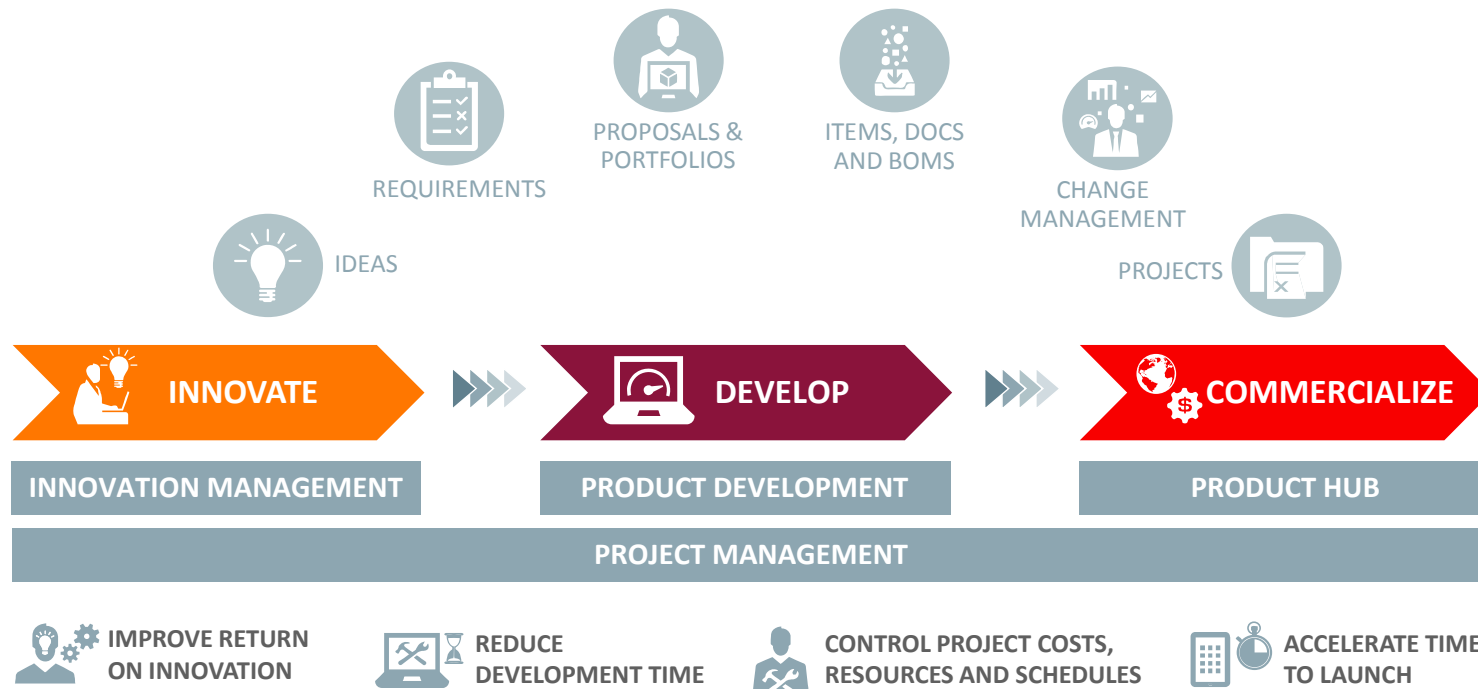 PROPOSALS &
PORTFOLIOS
ITEMS, DOCS
AND BOMS
REQUIREMENTS
CHANGE
MANAGEMENT
IDEAS
PROJECTS
INNOVATE
DEVELOP
$
COMMERCIALIZE
INNOVATION MANAGEMENT
PRODUCT DEVELOPMENT
PRODUCT HUB
PROJECT MANAGEMENT
IMPROVE RETURN
ON INNOVATION
REDUCE
DEVELOPMENT TIME
CONTROL PROJECT COSTS,
RESOURCES AND SCHEDULES
ACCELERATE TIME
TO LAUNCH